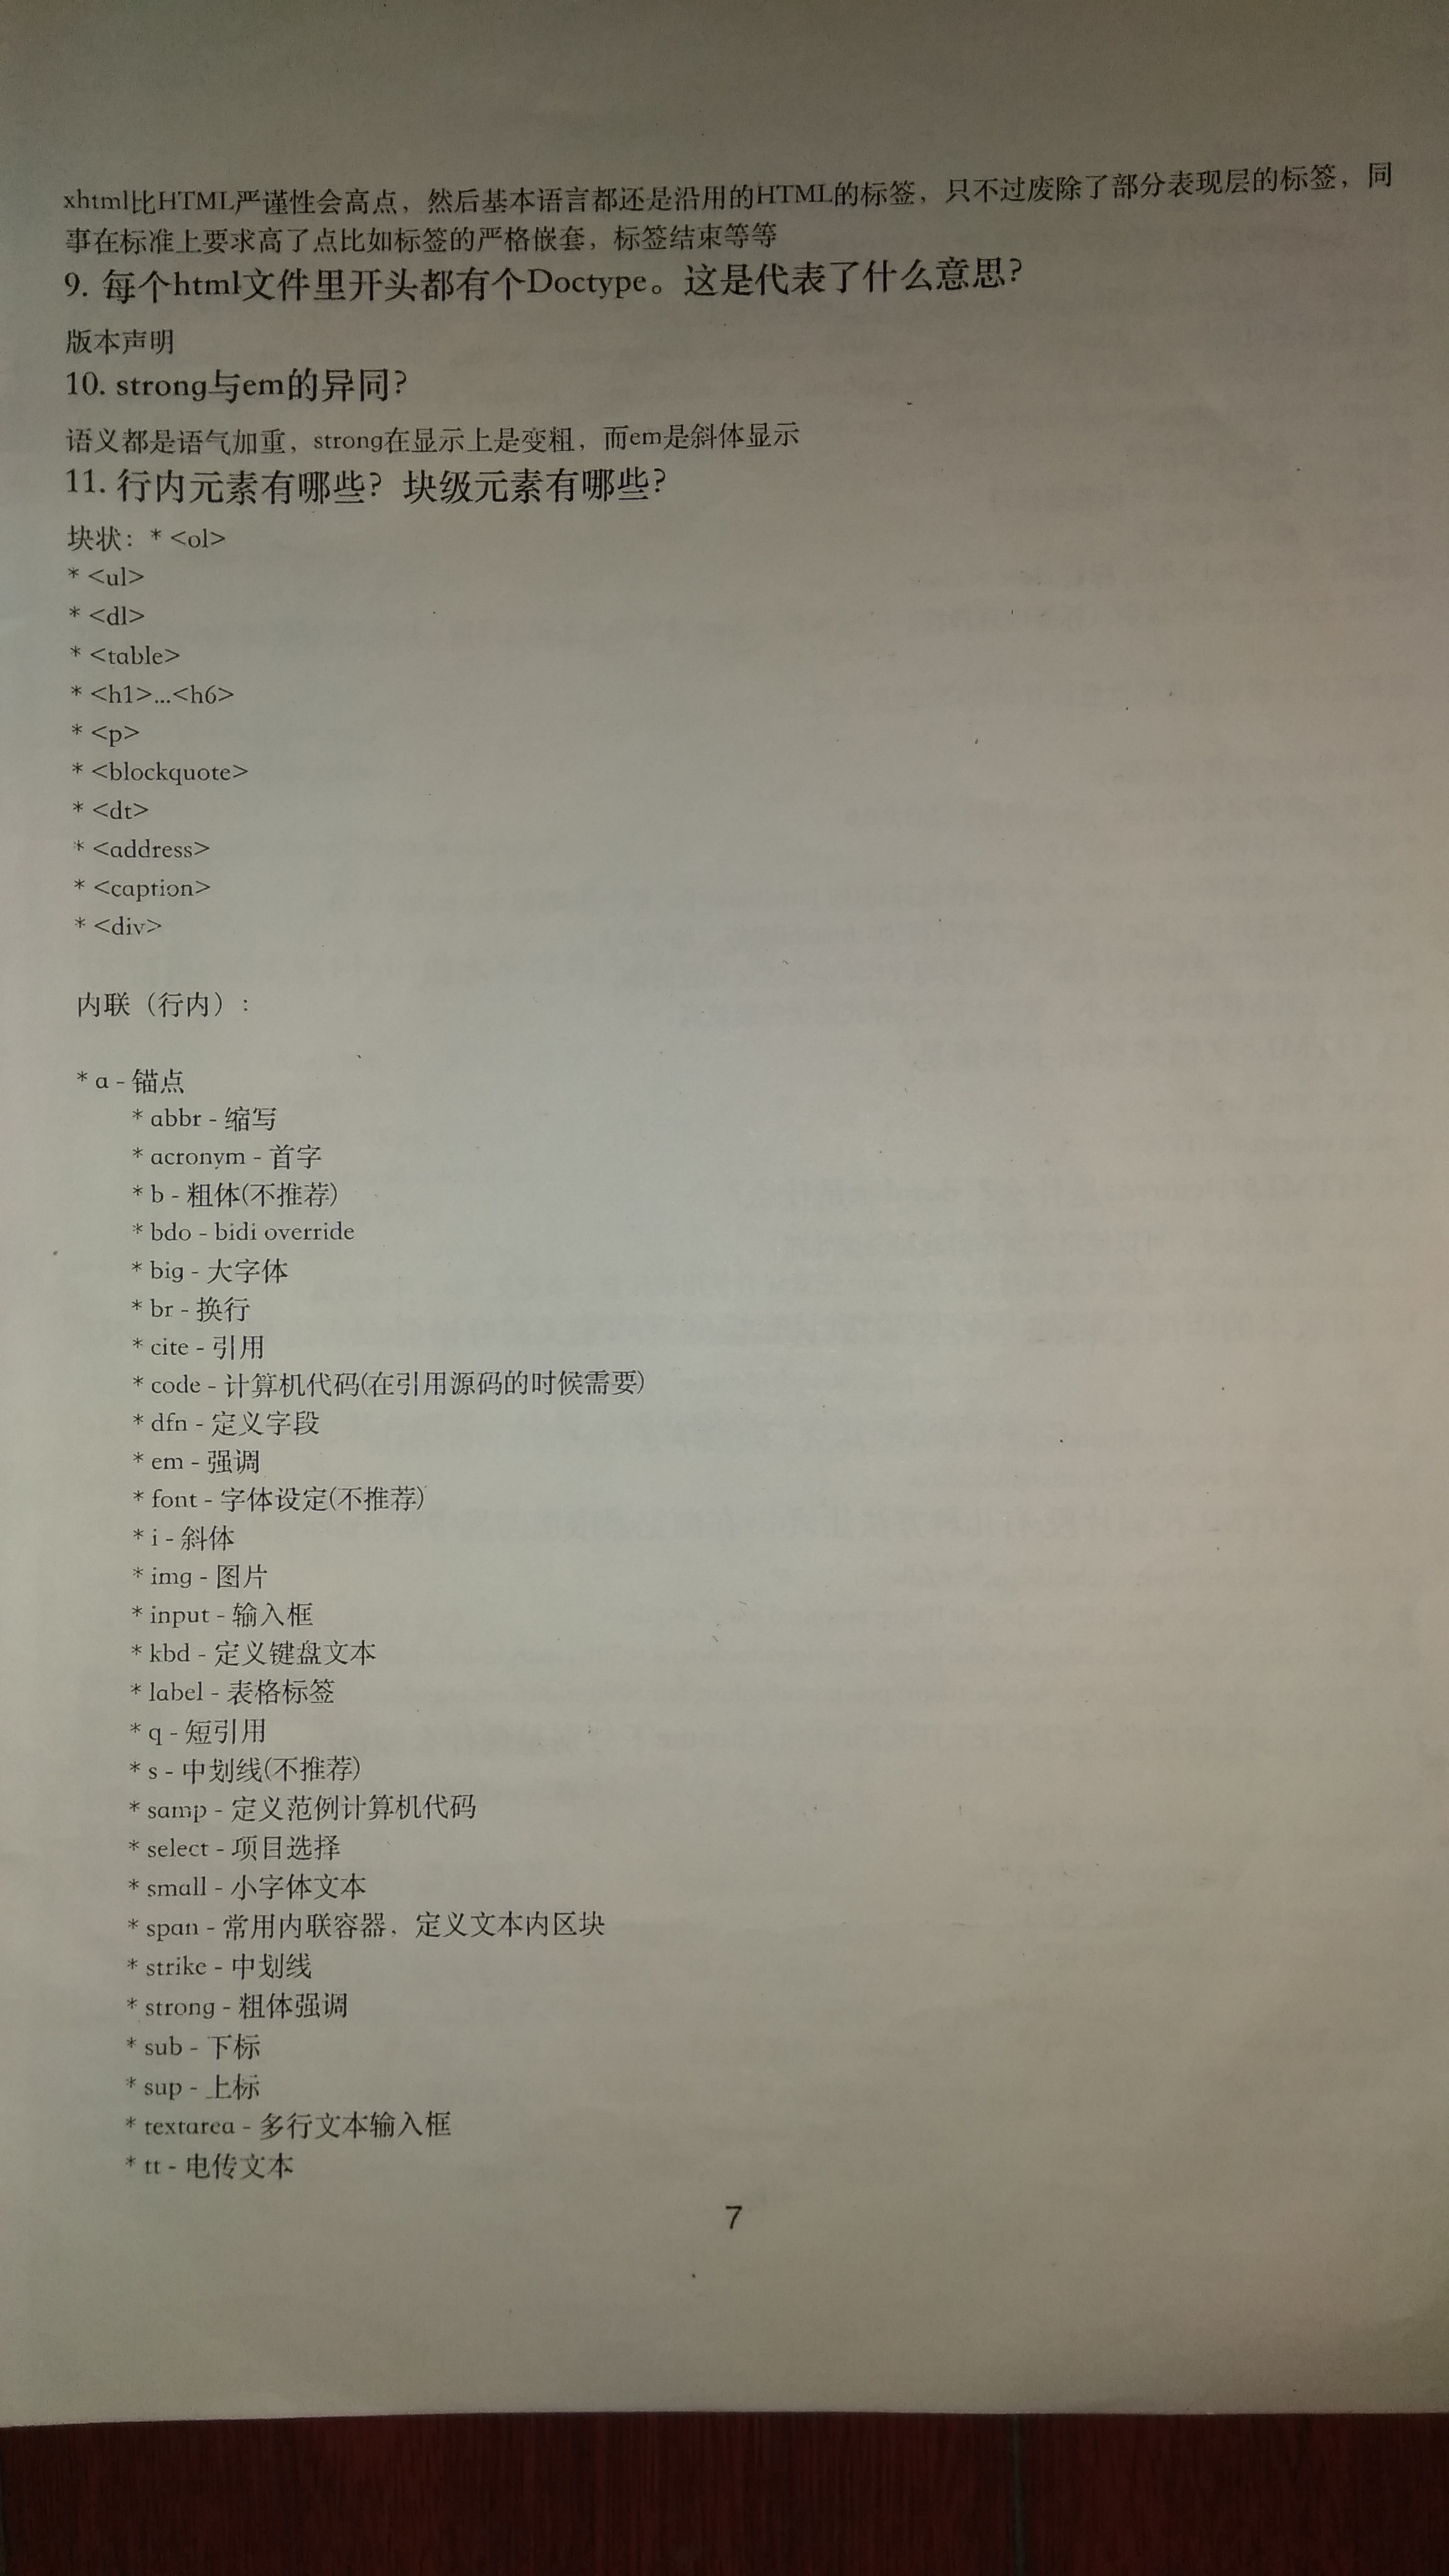 xhtml比HTML严谨性会高点，然后基本语言都还是沿用的HTML的标签，只不过废除了部分表现层的标签，同
事在标准上要求高了点比如标签的严格嵌套，标签结束等等
9. 每个html文件里开头都有个Doctype。这是代表了什么意思？
版本声明
10. strong与em的异同？
语义都是语气加重，strong在显示上是变粗，而em是斜体显示
11. 行内元素有哪些？块级元素有哪些？
块状：* <ol>
* <ul>
* <dl>
* <table>
* <h1>...<h6>
* <p>
* <blockquote>
* <dt>
* <address>
* <caption>
* <div>
内联（行内）：
* a - 锚点
* abbr - 缩写
* acronym - 首字
* b - 粗体(不推荐)
* bdo - bidi override
* big - 大字体
* br - 换行
* cite - 引用
* code - 计算机代码(在引用源码的时候需要)
* dfn - 定义字段
* em - 强调
* font - 字体设定(不推荐)
* i - 斜体
* img - 图片
* input - 输入框
* kbd - 定义键盘文本
* label - 表格标签
* q - 短引用
* s - 中划线(不推荐)
* samp - 定义范例计算机代码
* select - 项目选择
* small - 小字体文本
* span - 常用内联容器，定义文本内区块
* strike - 中划线
* strong - 粗体强调
* sub - 下标
* sup - 上标
* textarea - 多行文本输入框
* tt - 电传文本
7